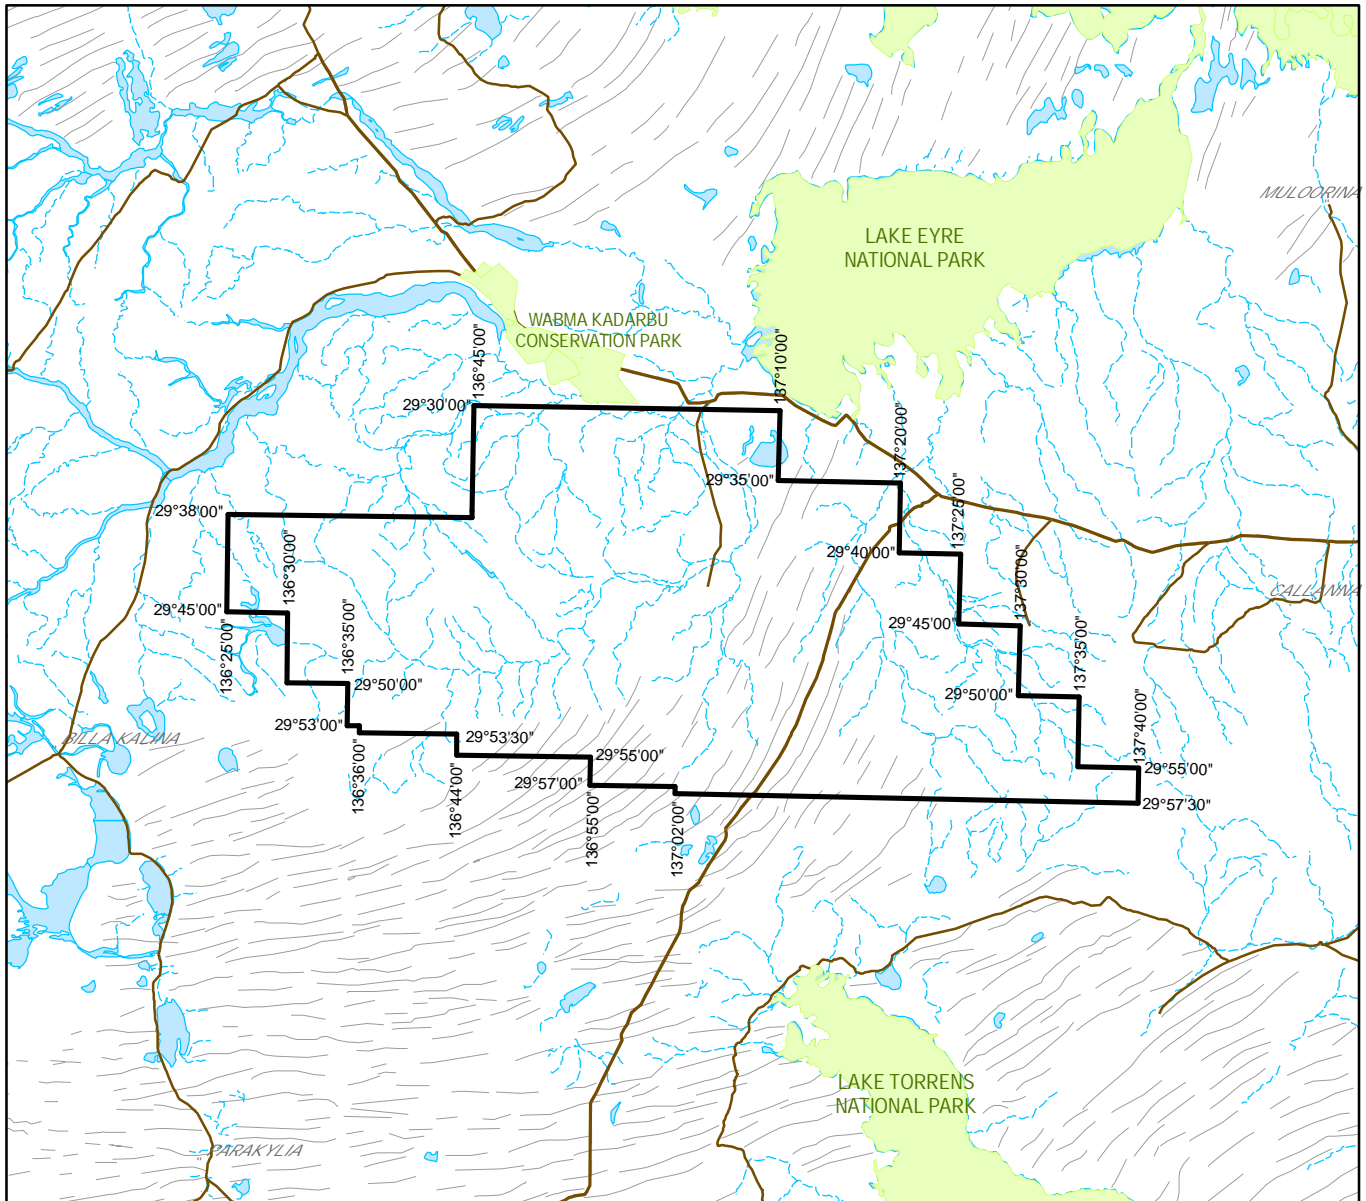 MULOORINA
LAKE EYRE
NATIONAL PARK
WABMA KADARBU
CONSERVATION PARK
136°45'00"
137°10'00"
29°30'00"
137°20'00"
29°35'00"
137°25'00"
29°38'00"
136°30'00"
29°40'00"
137°30'00"
CALLANNA
29°45'00"
136°35'00"
29°45'00"
137°35'00"
136°25'00"
29°50'00"
29°50'00"
137°40'00"
29°53'00"
BILLA KALINA
29°53'30"
29°55'00"
29°55'00"
136°36'00"
136°44'00"
29°57'00"
136°55'00"
137°02'00"
29°57'30"
LAKE TORRENS
NATIONAL PARK
PARAKYLIA